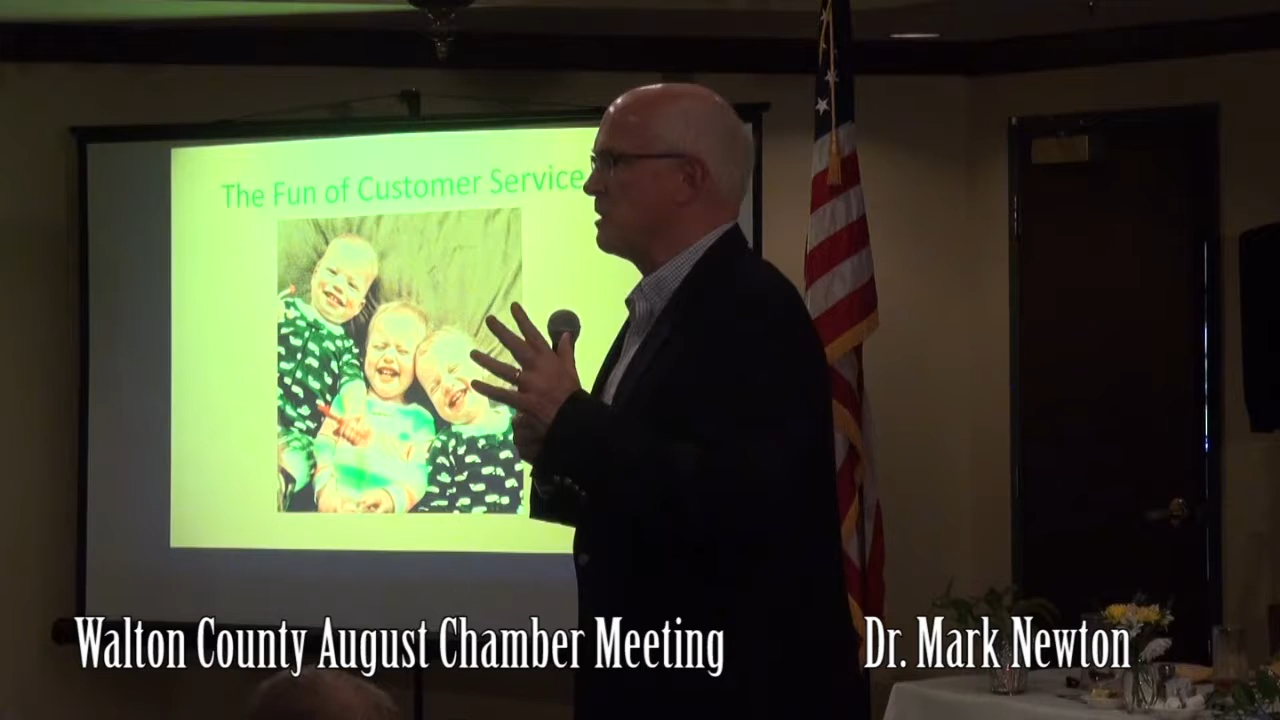 The Fun of Customer Service
Walton County August Chamber Meeting
Dr. Mark Newton